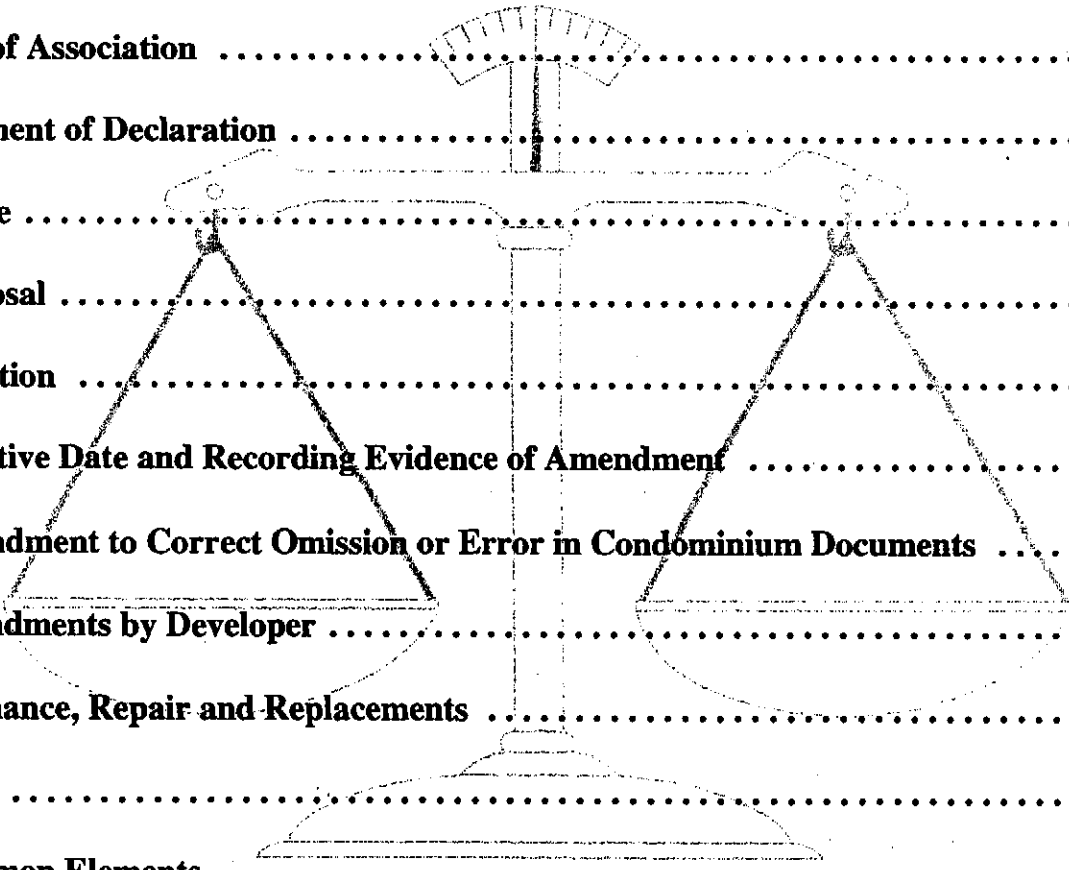 of Association ........................................................
ment of Declaration ........................................................
e ........................................................
osal ........................................................
tion ........................................................
tive Date and Recording Evidence of Amendment ..................
ndment to Correct Omission or Error in Condominium Documents ....
ndments by Developer ...........................................
nance, Repair and Replacements .................................
........................................................
mon Elements